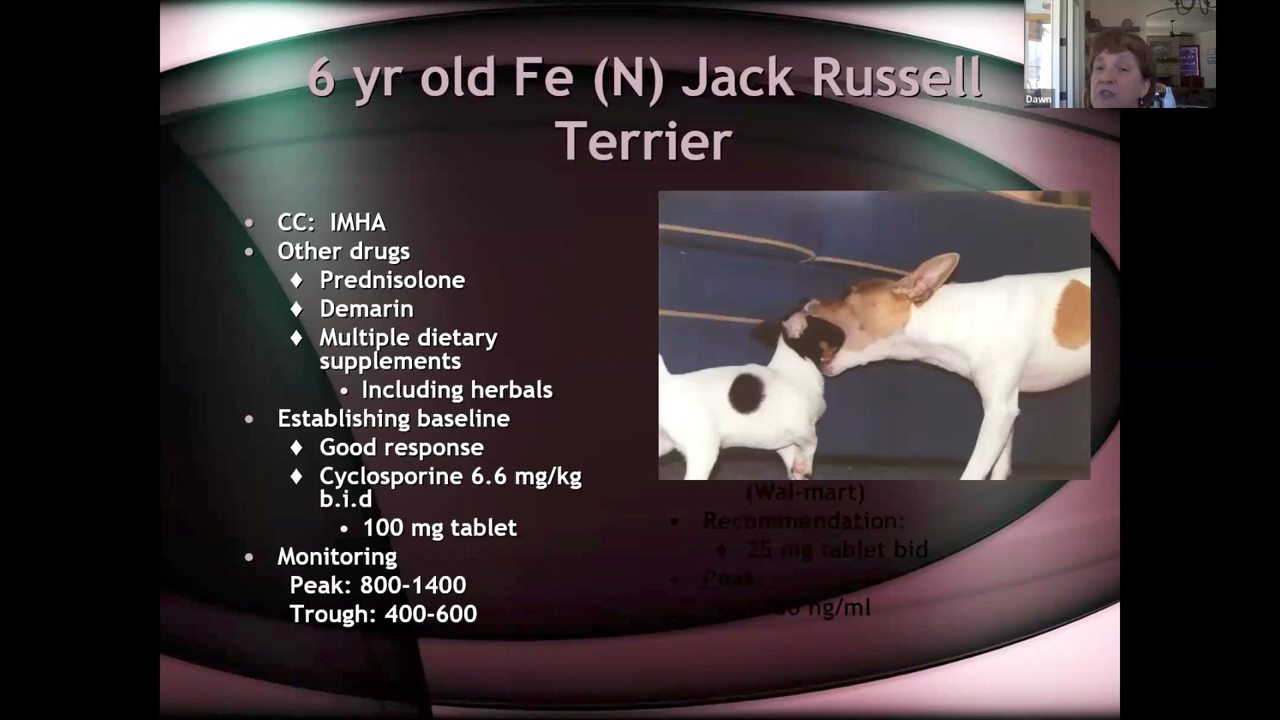 6 yr old Fe (N) Jack Russell
Terrier
Dawn
• CC: IMHA
• Other drugs
♦ Prednisolone
♦ Demarin
♦ Multiple dietary
supplements
• Including herbals
• Establishing baseline
♦ Good response
♦ Cyclosporine 6.6 mg/kg
b.i.d
• 100 mg tablet
• Monitoring
Peak: 800-1400
Trough: 400-600
(Wal-mart)
• Recommendation:
♦ 25 mg tablet bid
• Peak
ng/ml